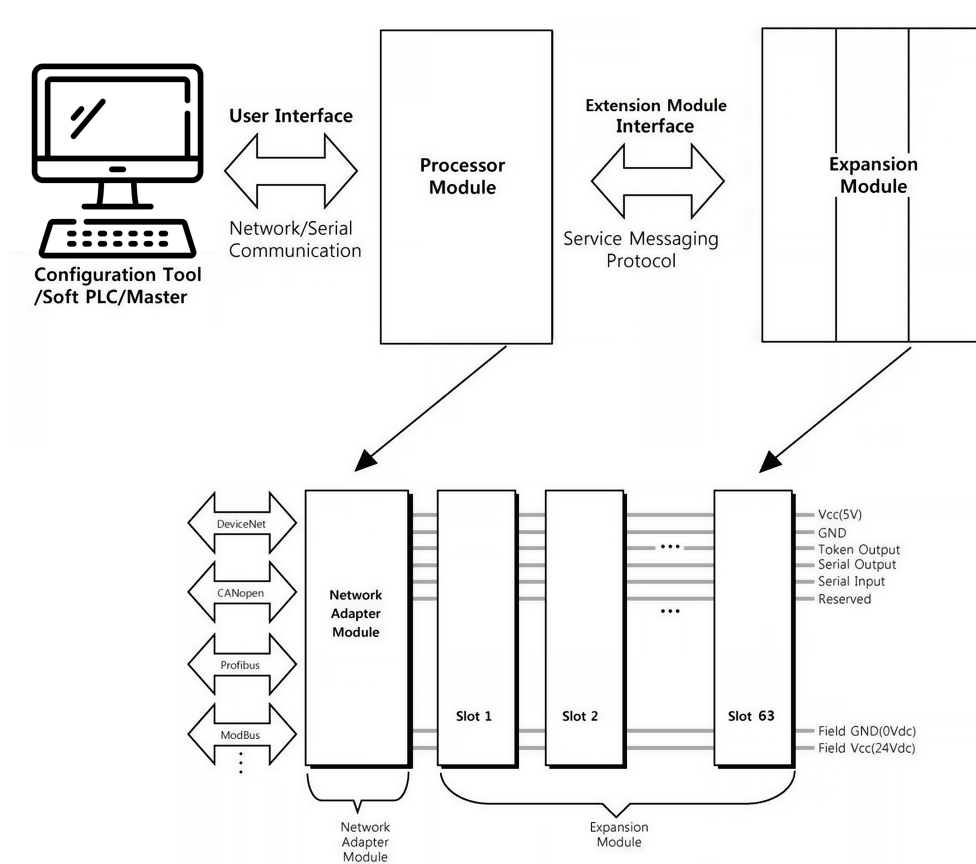 User Interface
Network/Serial
Communication
Configuration Tool
/Soft PLC/Master
Processor
Module
Extension Module
Interface
Service Messaging
Protocol
Expansion
Module
DeviceNet
CANopen
Profibus
ModBus
Network
Adapter
Module
Slot 1
Slot 2
Slot 63
Vcc(5V)
GND
Token Output
Serial Output
Serial Input
Reserved
Field GND(0Vdc)
Field Vcc(24Vdc)
Network
Adapter
Module
Expansion
Module